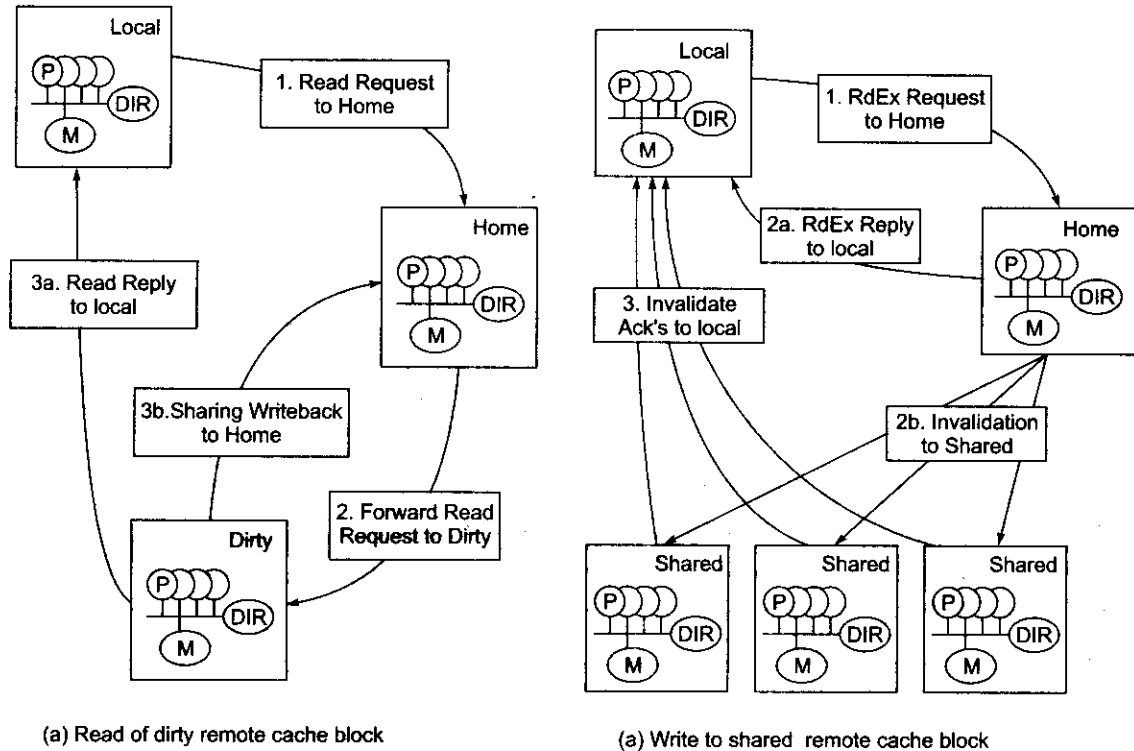 Local
P
DIR
M
1. Read Request
to Home
Home
P
DIR
M
3a. Read Reply
to local
3b.Sharing Writeback
to Home
2. Forward Read
Request to Dirty
Dirty
P
DIR
M
(a) Read of dirty remote cache block
Local
P
DIR
M
1. RdEx Request
to Home
2a. RdEx Reply
to local
Home
P
DIR
M
3. Invalidate
Ack's to local
2b. Invalidation
to Shared
Shared
P
DIR
M
Shared
P
DIR
M
Shared
P
DIR
M
(a) Write to shared remote cache block